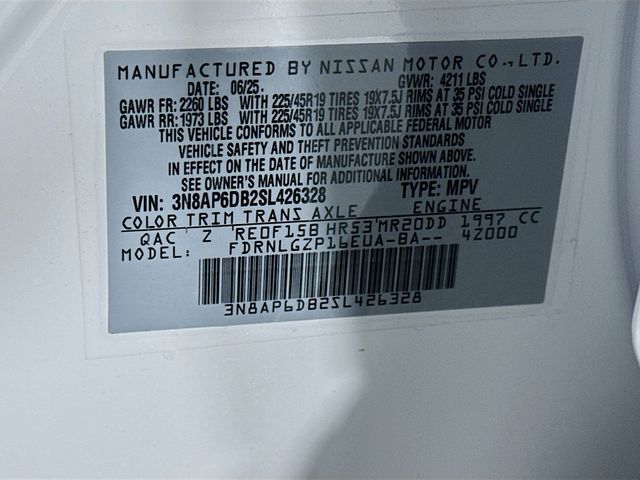 MANUFACTURED BY NISSAN MOTOR CO., LTD.
DATE: 06/25. GVWR: 4211 LBS
GAWR FR: 2260 LBS WITH 225/45R19 TIRES 19X7.5J RIMS AT 35 PSI COLD SINGLE
GAWR RR: 1973 LBS WITH 225/45R19 TIRES 19X7.5J RIMS AT 35 PSI COLD SINGLE
THIS VEHICLE CONFORMS TO ALL APPLICABLE FEDERAL MOTOR
VEHICLE SAFETY AND THEFT PREVENTION STANDARDS
IN EFFECT ON THE DATE OF MANUFACTURE SHOWN ABOVE.
SEE OWNER'S MANUAL FOR ADDITIONAL INFORMATION.
VIN: 3N8AP6DB2SL426328 TYPE: MPV
COLOR TRIM TRANS AXLE ENGINE
QAC Z RE0F15B HR53 MR20DD 1997 CC
MODEL: FDRNLGZP16EUA-BA-- 4Z000
3N8AP6DB2SL426328